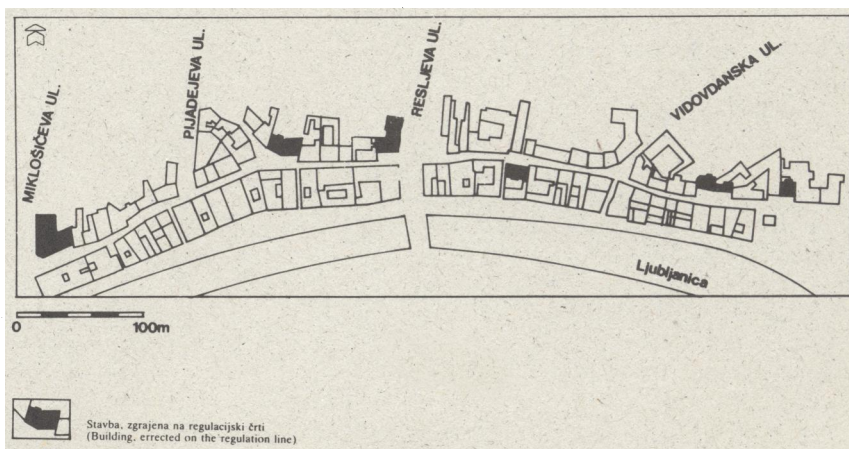 MIKLOŠIČEVA UL.
PIJADEJEVA UL.
RESLJEVA UL.
VIDOVDANSKA UL.
Ljubljanica
0 100m
Stavba, zgrajena na regulacijski črti
(Building, errected on the regulation line)